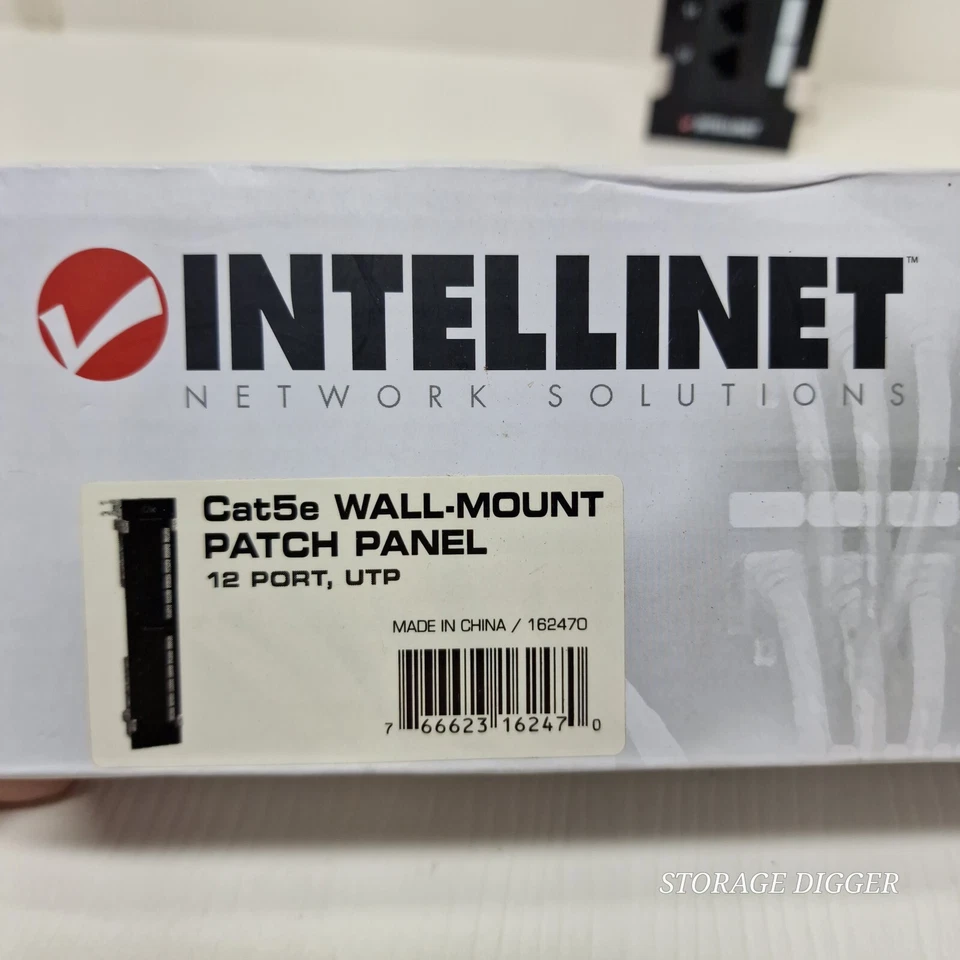 INTELLINET
INTELLINET™
NETWORK SOLUTIONS
Cat5e WALL-MOUNT
PATCH PANEL
12 PORT, UTP
MADE IN CHINA / 162470
7 66623 16247 0
STORAGE DIGGER